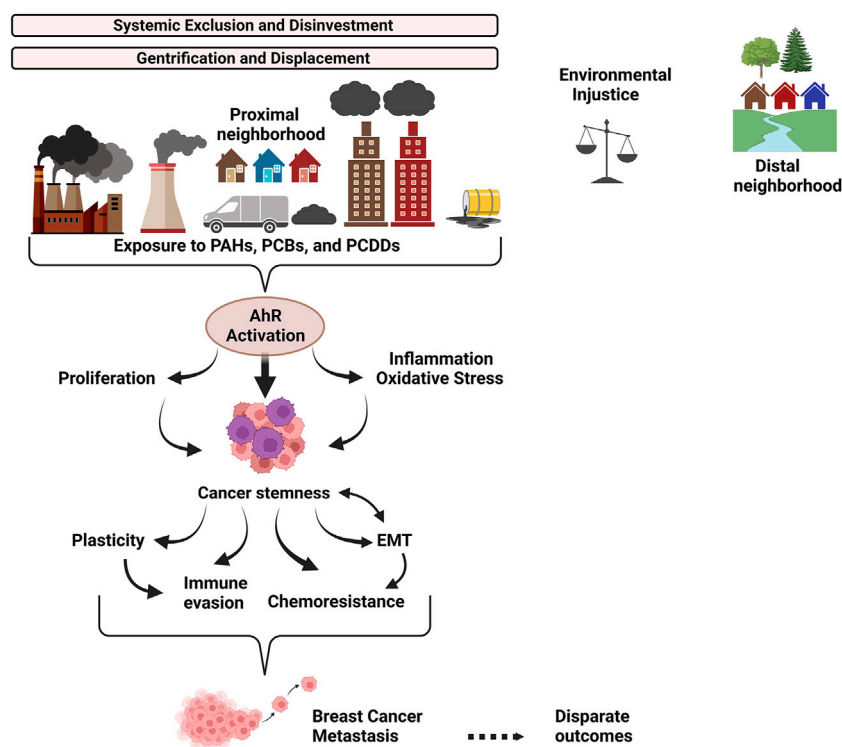 Systemic Exclusion and Disinvestment
Gentrification and Displacement
Proximal
neighborhood
Environmental
Injustice
Distal
neighborhood
Exposure to PAHs, PCBs, and PCDDs
AhR
Activation
Proliferation
Inflammation
Oxidative Stress
Cancer stemness
Plasticity
EMT
Immune
evasion
Chemoresistance
Breast Cancer
Metastasis
Disparate
outcomes